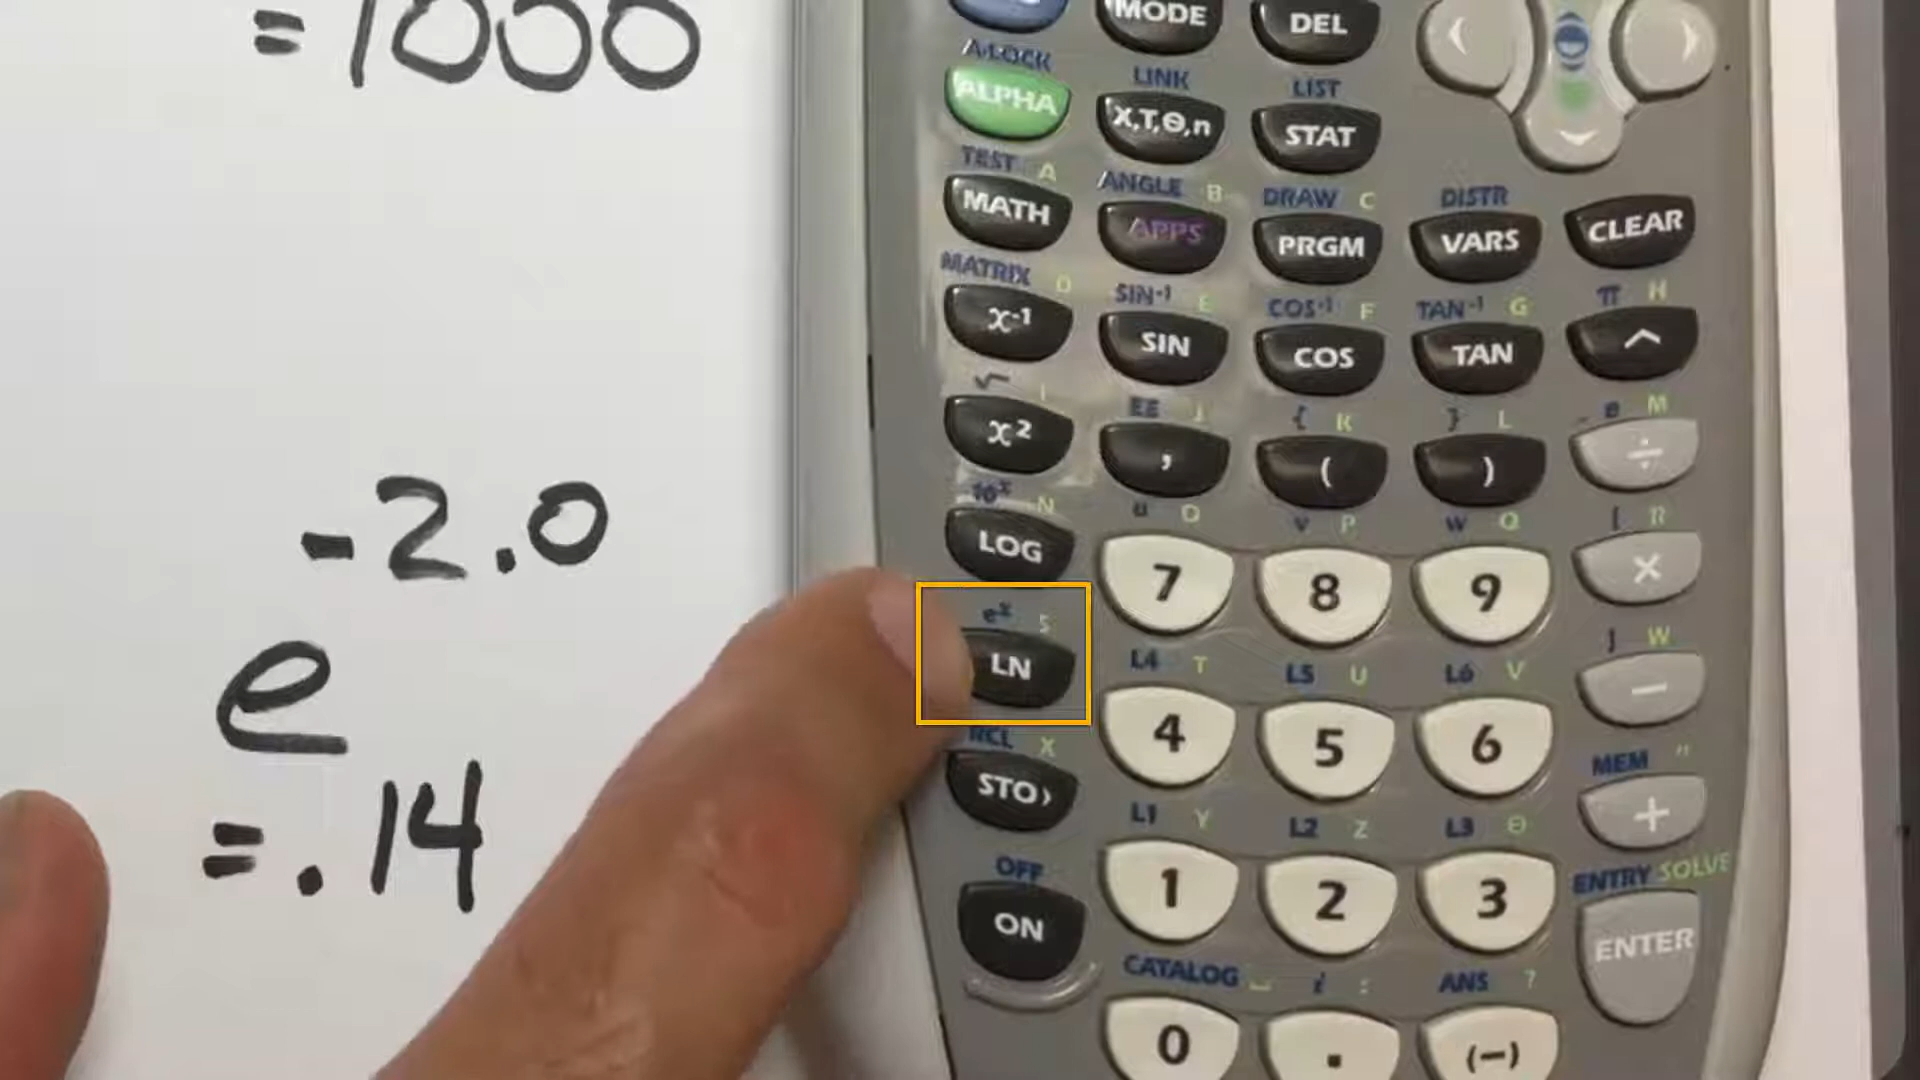 =1000
-2.0
e
=.14
MODE DEL
A-LOCK LINK LIST
ALPHA X,T,Θ,n STAT
TEST A ANGLE B DRAW C DISTR
MATH APPS PRGM VARS CLEAR
MATRIX D SIN-1 E COS-1 F TAN-1 G π H
x-1 SIN COS TAN ^
√ I EE J { K } L e M
x2 , ( ) ÷
10x N u O v P w Q [ R
LOG 7 8 9 ×
ex S L4 T L5 U L6 V ] W
LN 4 5 6 −
RCL X L1 Y L2 Z L3 Θ MEM "
STO› 1 2 3 +
OFF CATALOG i : ANS ? ENTRY SOLVE
ON 0 . (−) ENTER